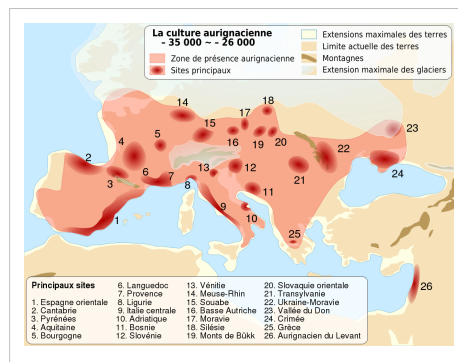 La culture aurignacienne
– 35 000 ~ – 26 000
Zone de présence aurignacienne
Sites principaux
Extensions maximales des terres
Limite actuelle des terres
Montagnes
Extension maximale des glaciers
18
14
17
15
16
19
20
23
4
5
22
2
13
12
24
3
6
7
8
21
11
9
10
1
25
26
Principaux sites
1. Espagne orientale
2. Cantabrie
3. Pyrénées
4. Aquitaine
5. Bourgogne
6. Languedoc
7. Provence
8. Ligurie
9. Italie centrale
10. Adriatique
11. Bosnie
12. Slovénie
13. Vénitie
14. Meuse-Rhin
15. Souabe
16. Basse Autriche
17. Moravie
18. Silésie
19. Monts de Bükk
20. Slovaquie orientale
21. Transylvanie
22. Ukraine-Moravie
23. Vallée du Don
24. Crimée
25. Grèce
26. Aurignacien du Levant